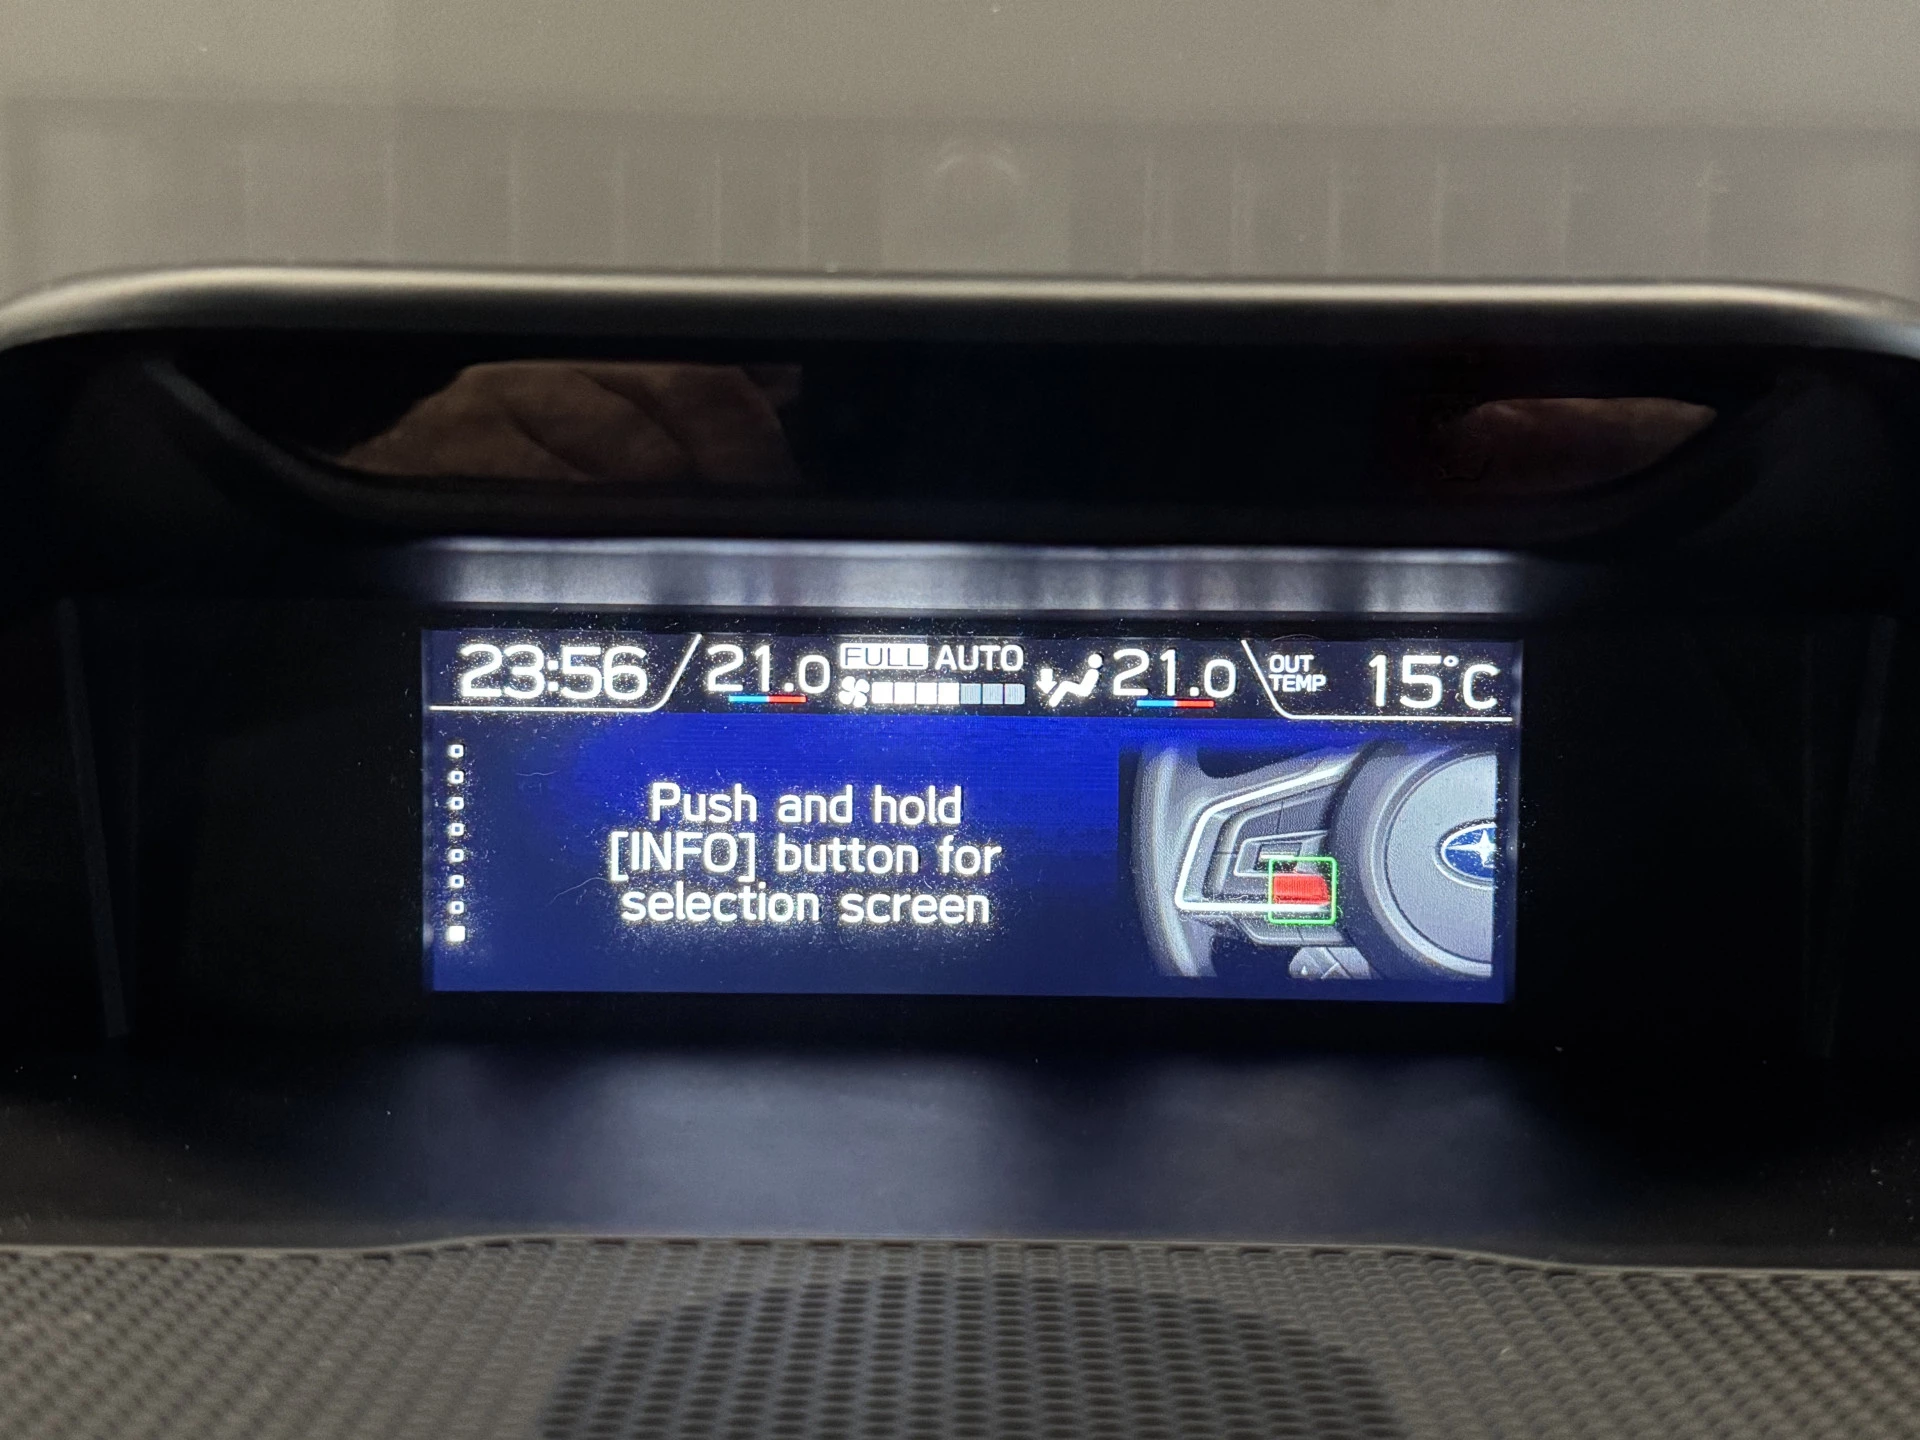 23:56 21.0 FULL AUTO 21.0 OUT TEMP 15°C
Push and hold
[INFO] button for
selection screen